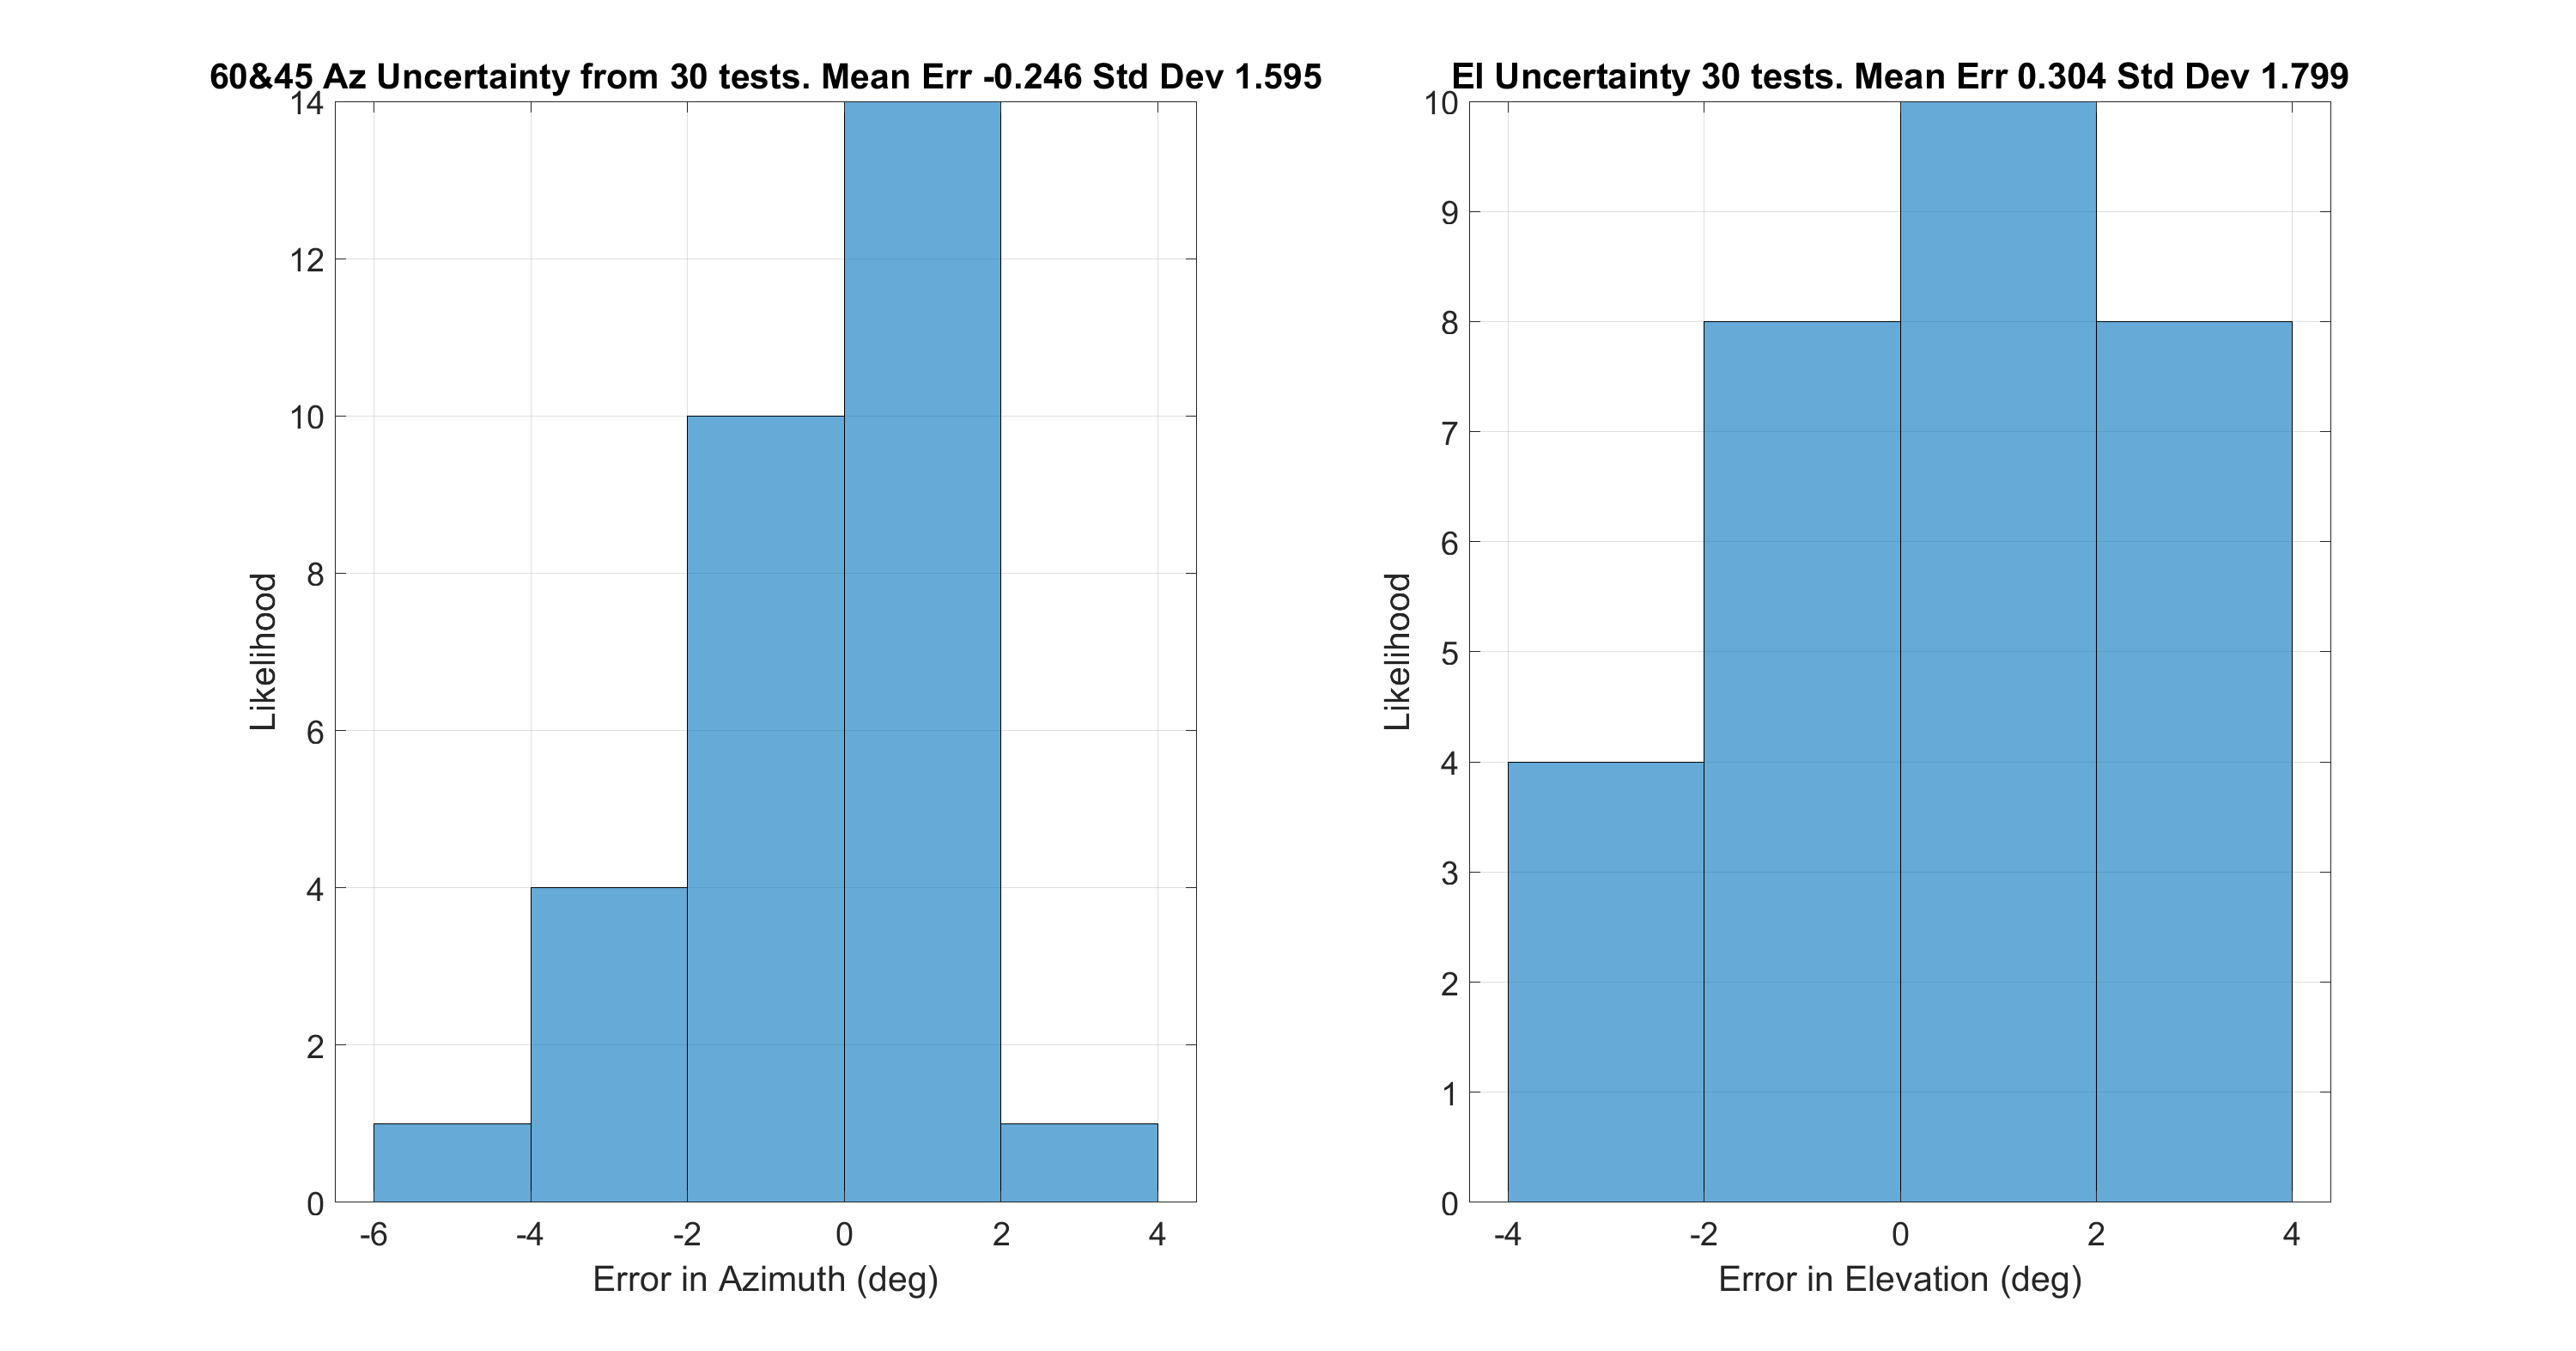 60&45 Az Uncertainty from 30 tests. Mean Err -0.246 Std Dev 1.595
14
12
10
8
6
4
2
0
Likelihood
-6 -4 -2 0 2 4
Error in Azimuth (deg)
El Uncertainty 30 tests. Mean Err 0.304 Std Dev 1.799
10
9
8
7
6
5
4
3
2
1
0
Likelihood
-4 -2 0 2 4
Error in Elevation (deg)